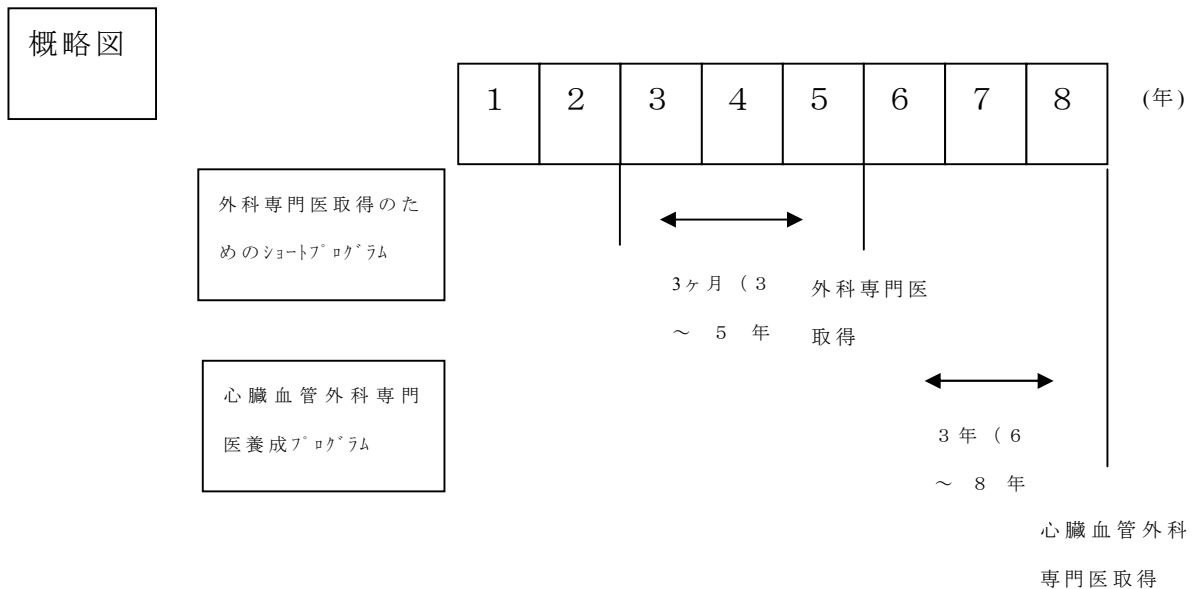 概略図
1 2 3 4 5 6 7 8 (年)
外科専門医取得のた
めのｼｮｰﾄﾌﾟﾛｸﾞﾗﾑ
3ヶ月（３
～ ５ 年
外科専門医
取得
心臓血管外科専門
医養成ﾌﾟﾛｸﾞﾗﾑ
３年（６
～ ８ 年
心臓血管外科
専門医取得